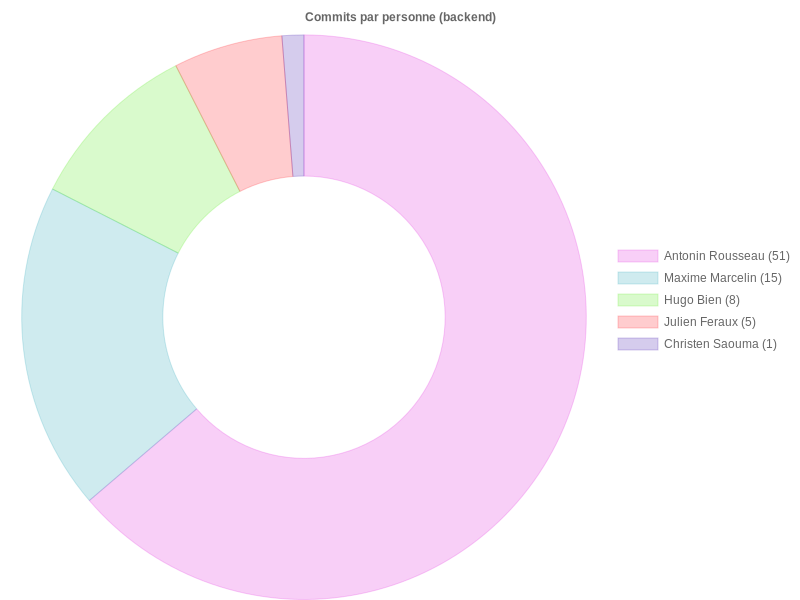 Commits par personne (backend)
Antonin Rousseau (51)
Maxime Marcelin (15)
Hugo Bien (8)
Julien Feraux (5)
Christen Saouma (1)